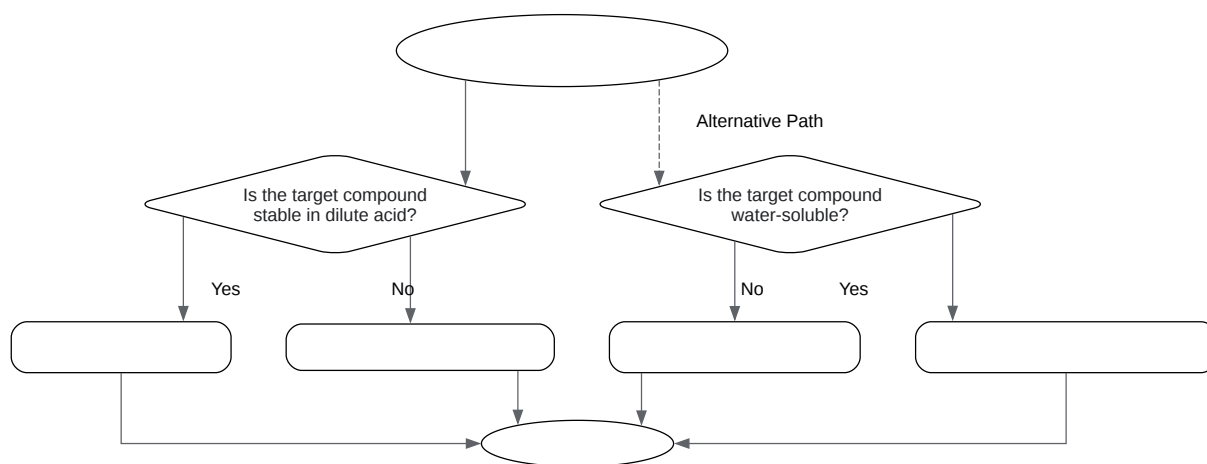 Alternative Path
Is the target compound
stable in dilute acid?
Is the target compound
water-soluble?
Yes
No
No
Yes